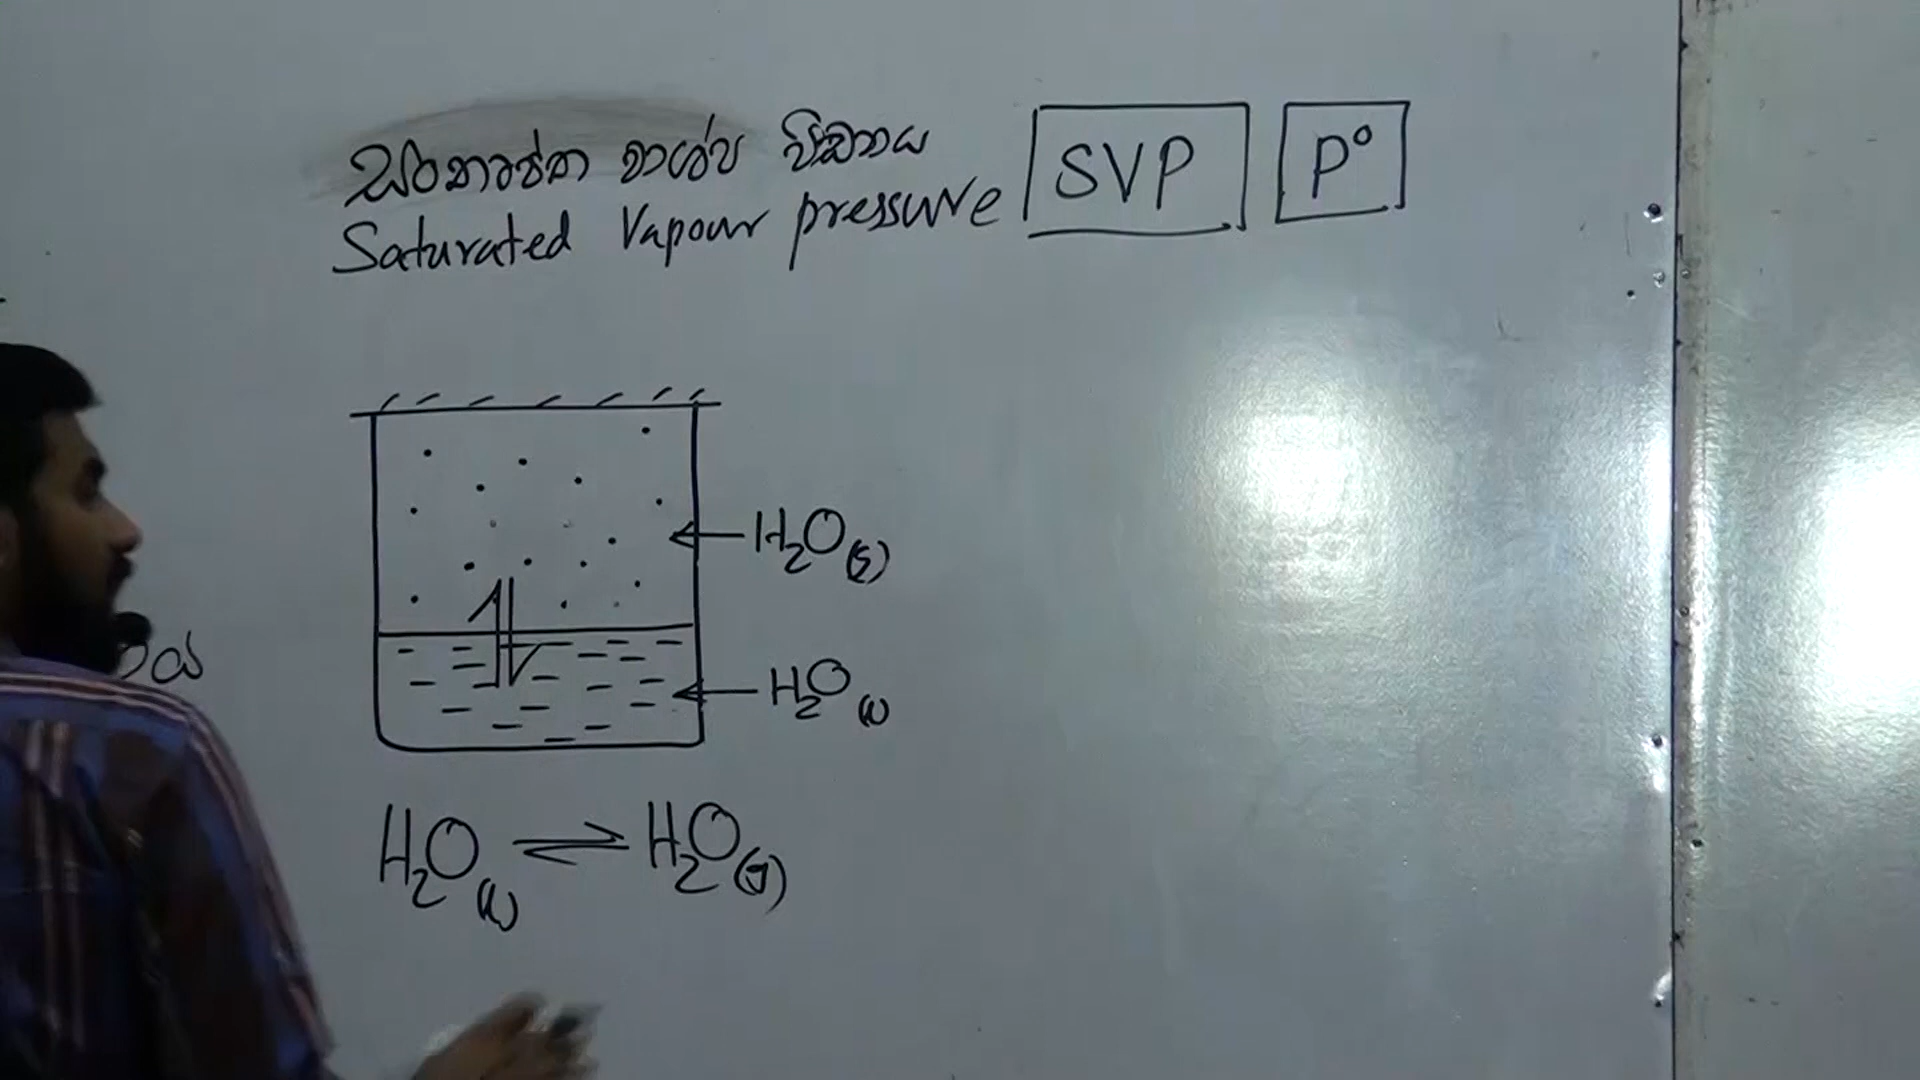 සංතෘප්ත වාෂ්ප පීඩනය SVP P°
Saturated Vapour pressure
H₂O(g)
H₂O(l)
H₂O(l) ⇌ H₂O(g)